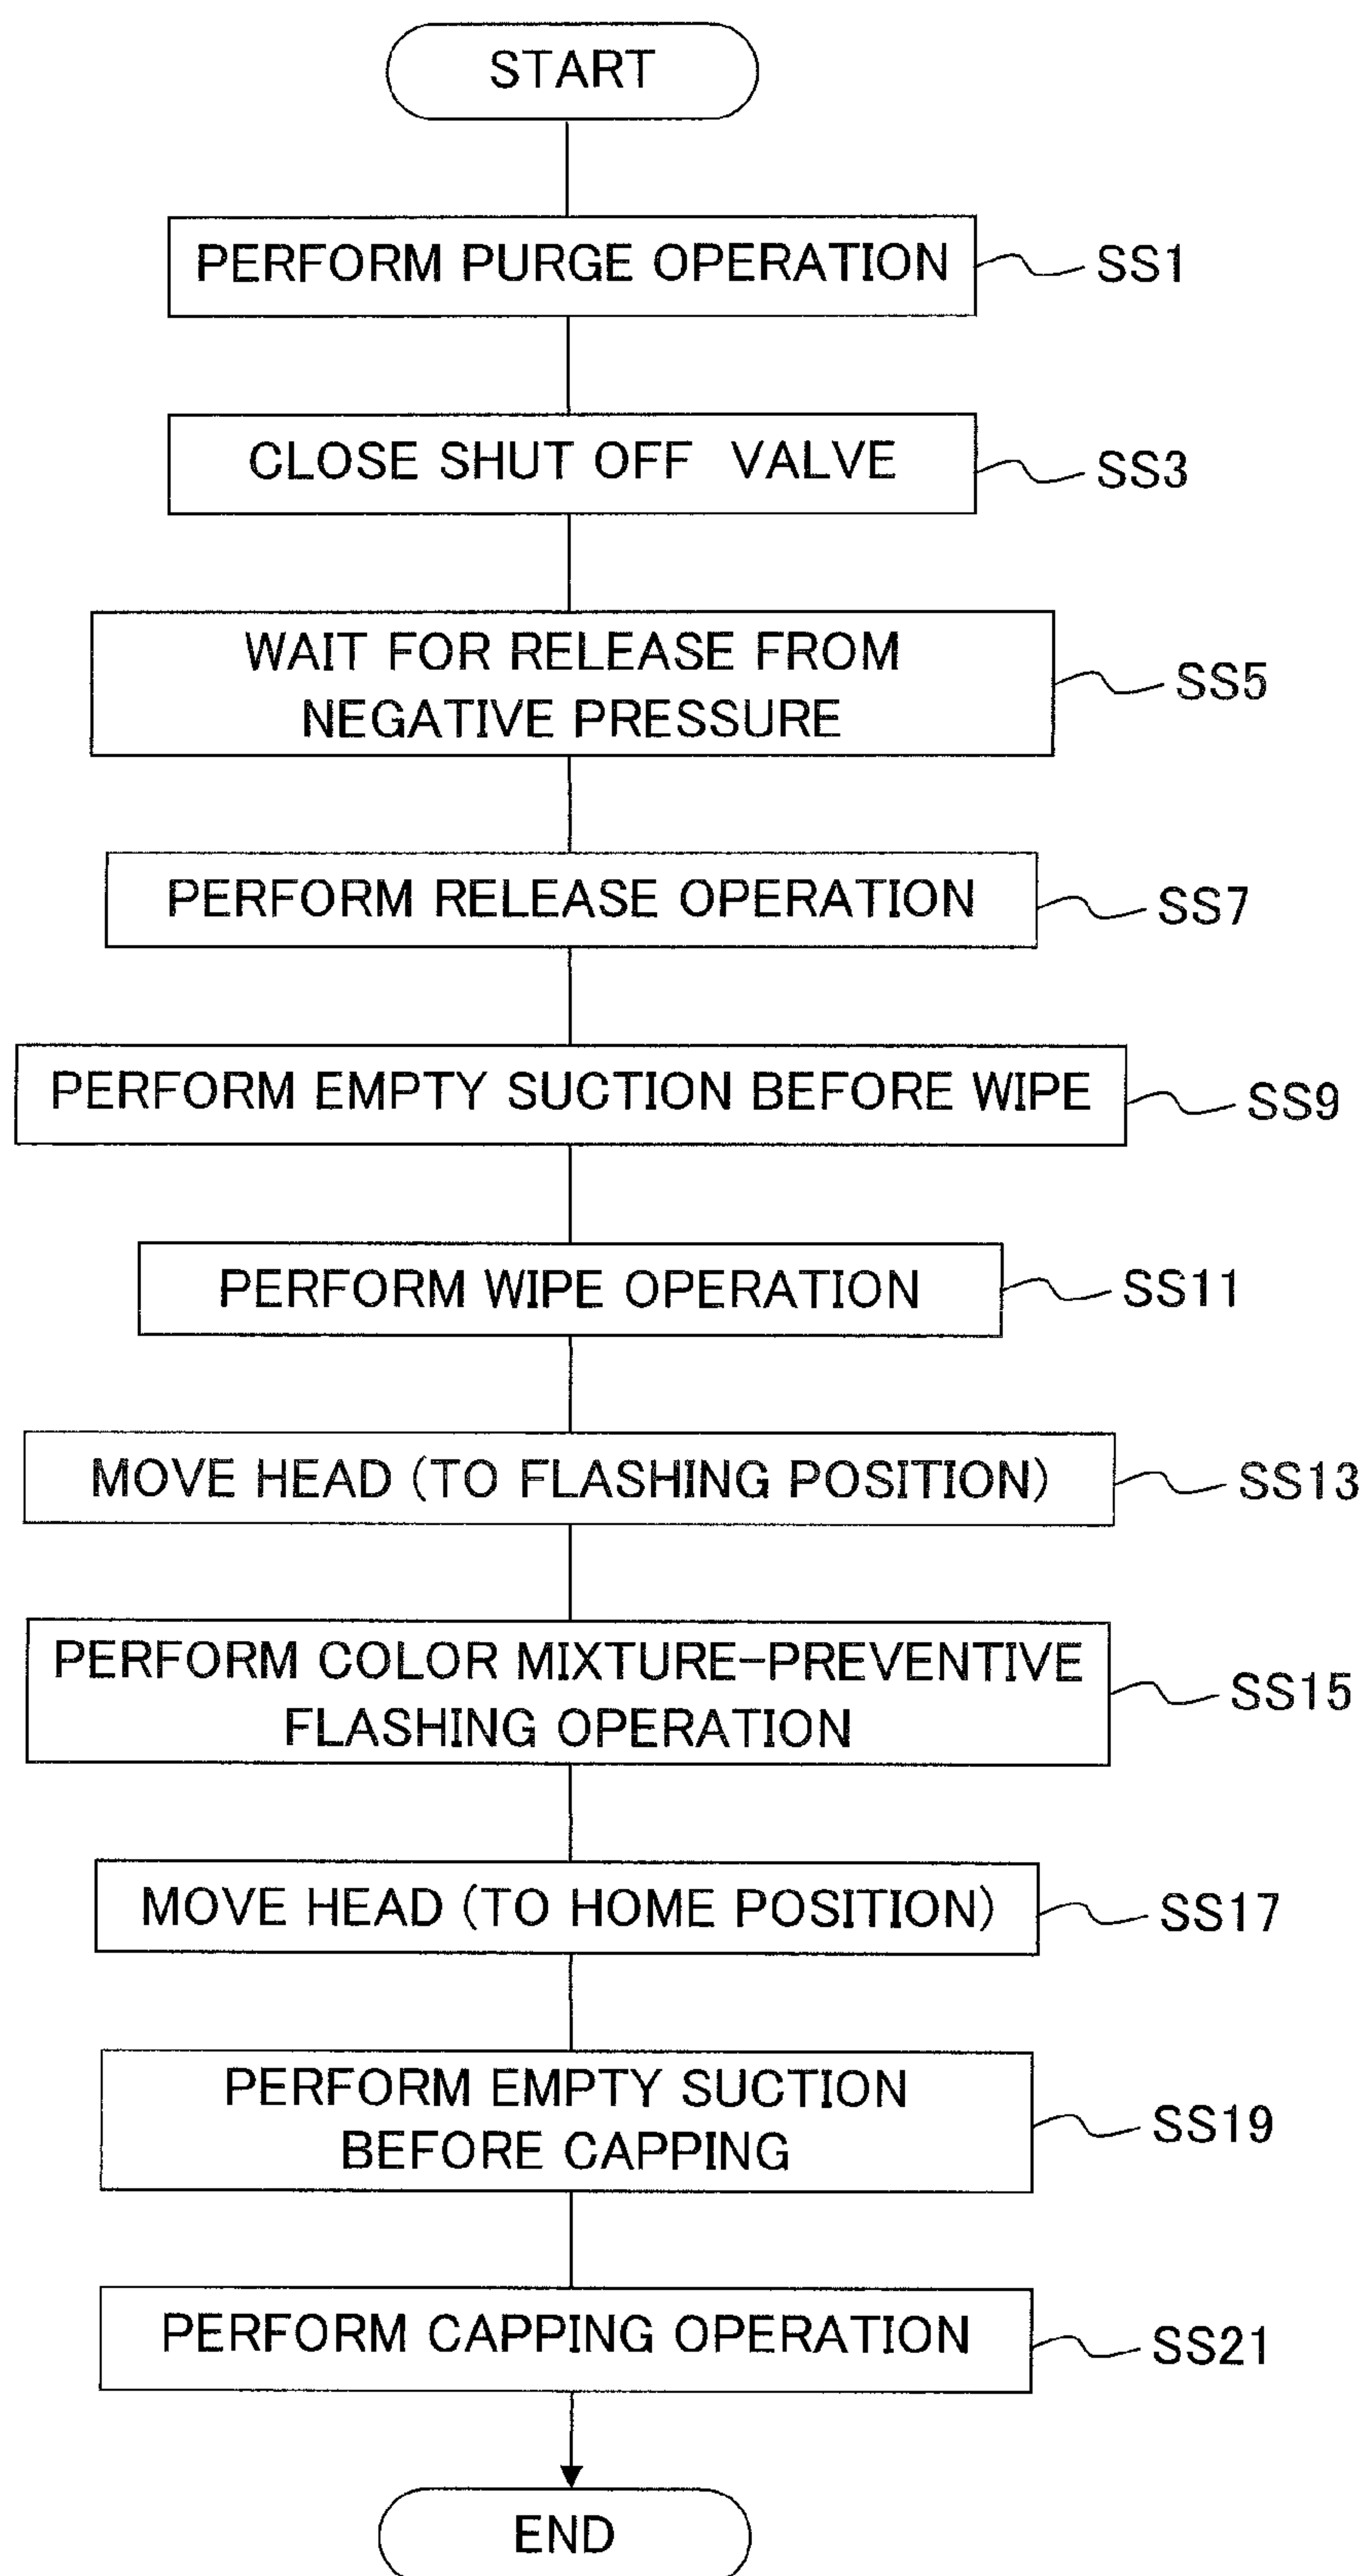 START
PERFORM PURGE OPERATION SS1
CLOSE SHUT OFF VALVE SS3
WAIT FOR RELEASE FROM
NEGATIVE PRESSURE
SS5
PERFORM RELEASE OPERATION SS7
PERFORM EMPTY SUCTION BEFORE WIPE SS9
PERFORM WIPE OPERATION SS11
MOVE HEAD (TO FLASHING POSITION) SS13
PERFORM COLOR MIXTURE-PREVENTIVE
FLASHING OPERATION
SS15
MOVE HEAD (TO HOME POSITION) SS17
PERFORM EMPTY SUCTION
BEFORE CAPPING
SS19
PERFORM CAPPING OPERATION SS21
END